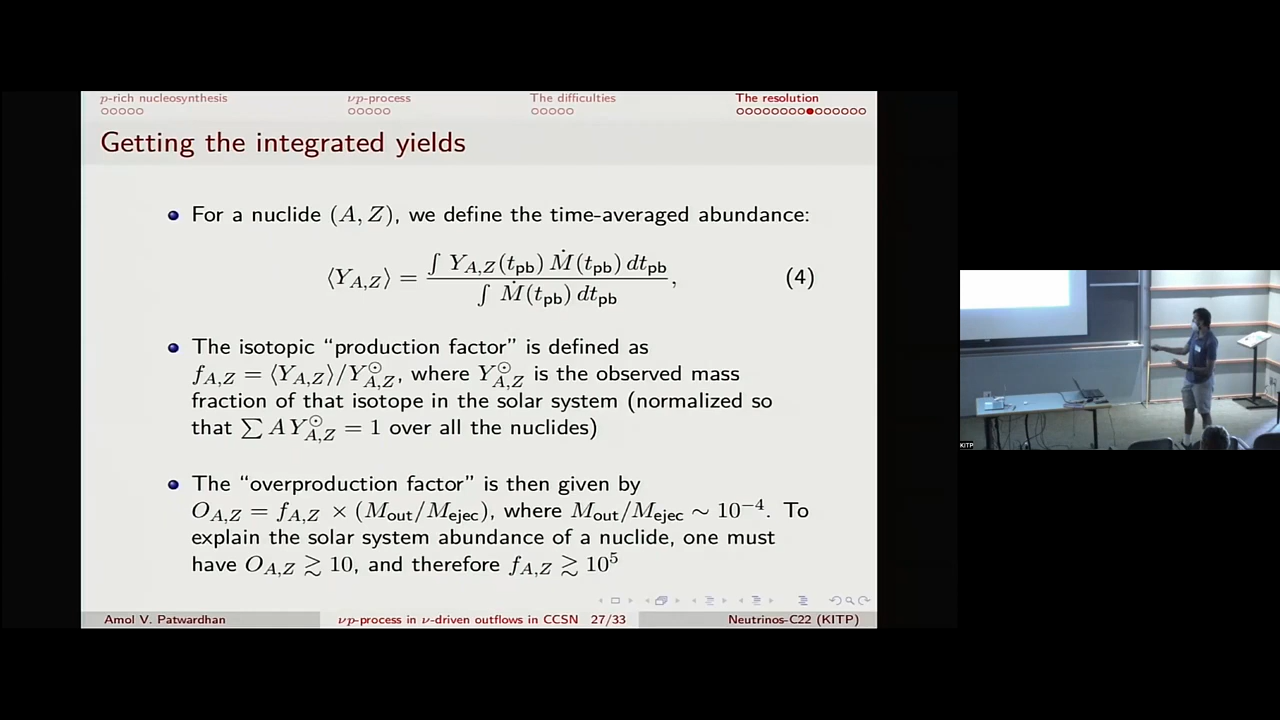 p-rich nucleosynthesis νp-process The difficulties The resolution
Getting the integrated yields
For a nuclide (A, Z), we define the time-averaged abundance:
⟨Y_{A,Z}⟩ = ∫ Y_{A,Z}(t_pb) Ṁ(t_pb) dt_pb / ∫ Ṁ(t_pb) dt_pb, (4)
The isotopic “production factor” is defined as
f_{A,Z} = ⟨Y_{A,Z}⟩/Y^⊙_{A,Z}, where Y^⊙_{A,Z} is the observed mass
fraction of that isotope in the solar system (normalized so
that ∑ A Y^⊙_{A,Z} = 1 over all the nuclides)
The “overproduction factor” is then given by
O_{A,Z} = f_{A,Z} × (M_out/M_ejec), where M_out/M_ejec ∼ 10^{−4}. To
explain the solar system abundance of a nuclide, one must
have O_{A,Z} ≳ 10, and therefore f_{A,Z} ≳ 10^5
Amol V. Patwardhan νp-process in ν-driven outflows in CCSN 27/33 Neutrinos-C22 (KITP)
KITP